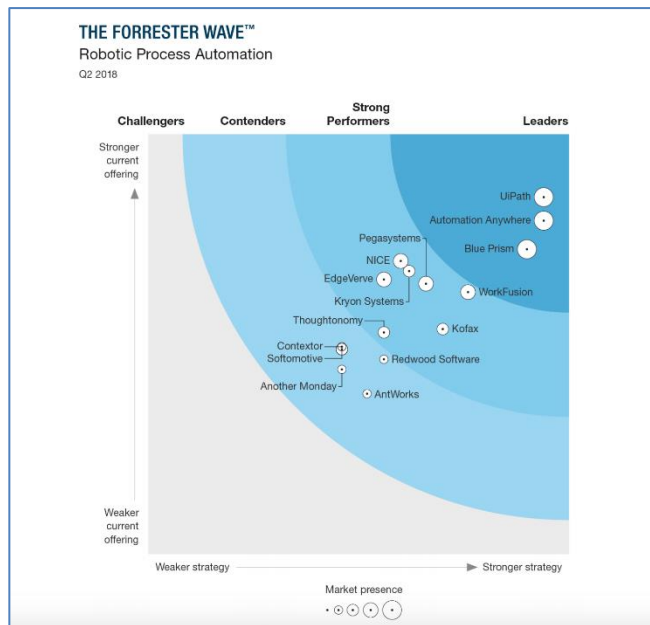 THE FORRESTER WAVE™
Robotic Process Automation
Q2 2018
Challengers
Contenders
Strong
Performers
Leaders
Stronger
current
offering
UiPath
Automation Anywhere
Pegasystems
Blue Prism
NICE
EdgeVerve
Kryon Systems
WorkFusion
Thoughtonomy
Kofax
Contextor
Softomotive
Redwood Software
Another Monday
AntWorks
Weaker
current
offering
Weaker strategy
Stronger strategy
Market presence